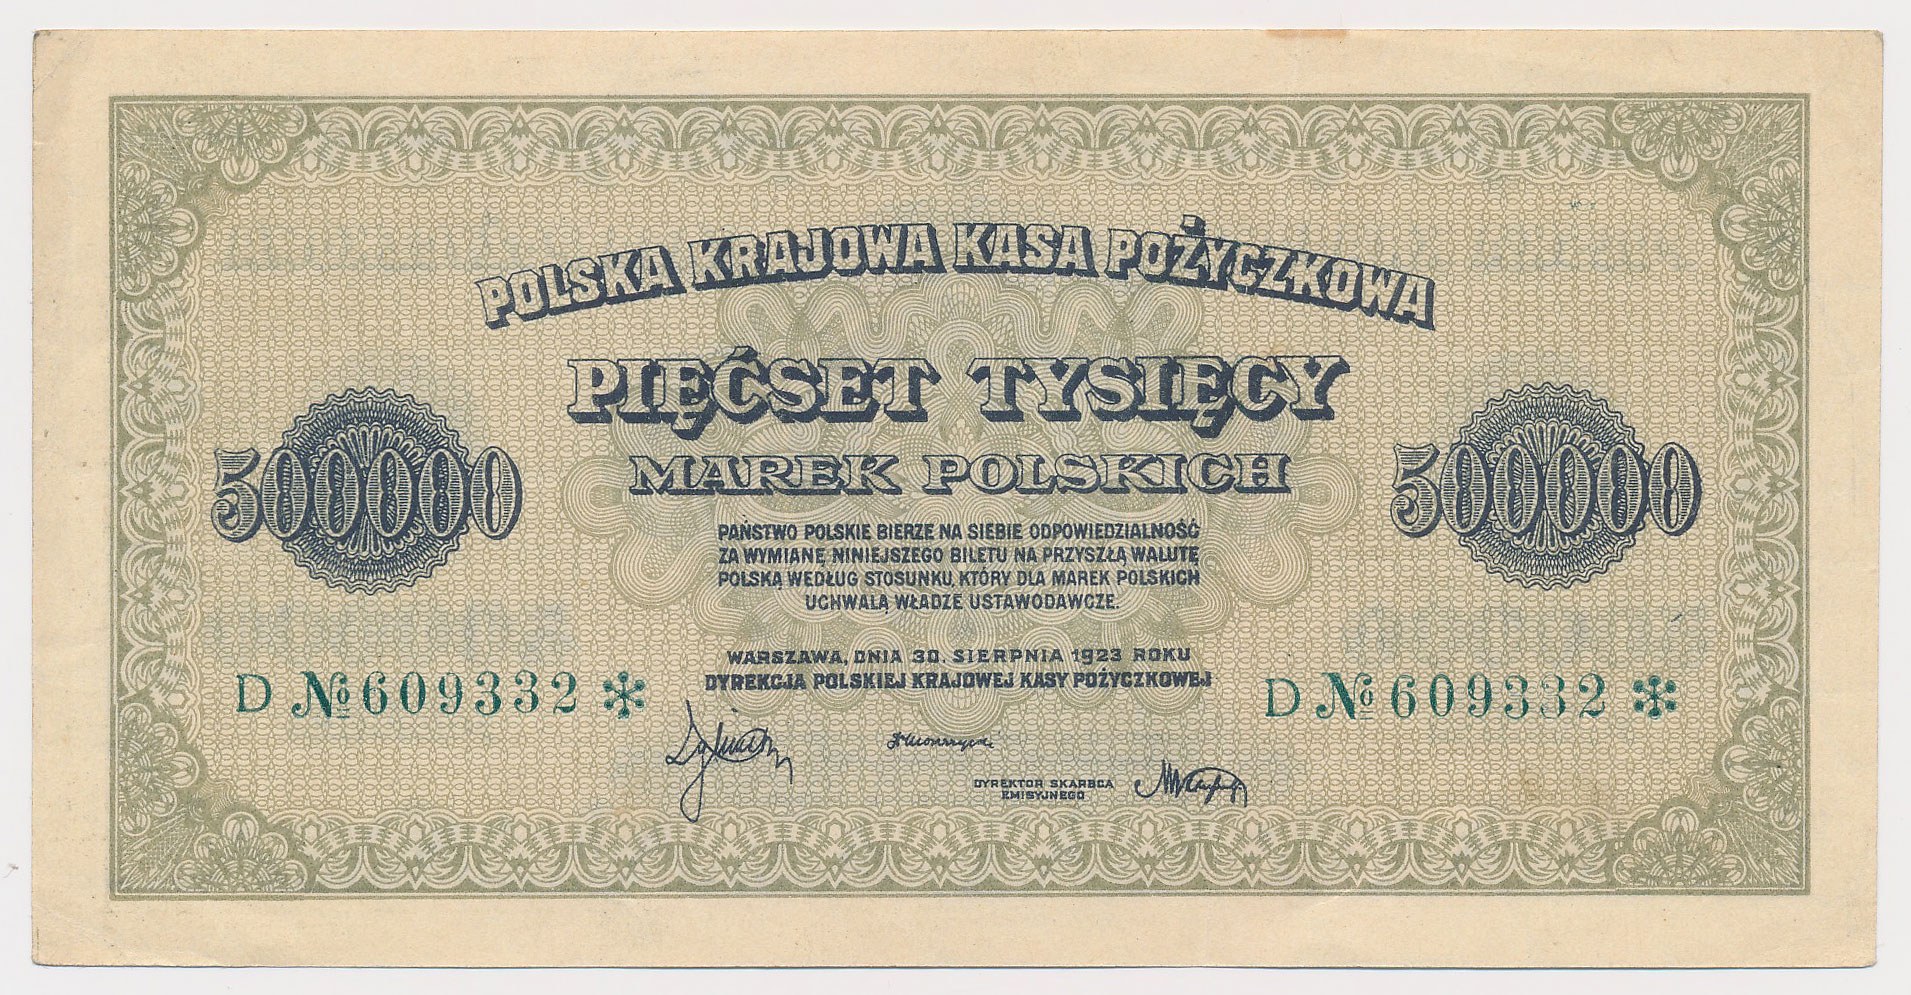 POLSKA KRAJOWA KASA POŻYCZKOWA
PIĘĆSET TYSIĘCY
MAREK POLSKICH
500000
500000
PAŃSTWO POLSKIE BIERZE NA SIEBIE ODPOWIEDZIALNOŚĆ
ZA WYMIANĘ NINIEJSZEGO BILETU NA PRZYSZŁĄ WALUTĘ
POLSKĄ WEDŁUG STOSUNKU, KTÓRY DLA MAREK POLSKICH
UCHWALĄ WŁADZE USTAWODAWCZE.
WARSZAWA, DNIA 30. SIERPNIA 1923 ROKU
DYREKCJA POLSKIEJ KRAJOWEJ KASY POŻYCZKOWEJ
D № 609332 *
D № 609332 *
DYREKTOR SKARBCA
EMISYJNEGO